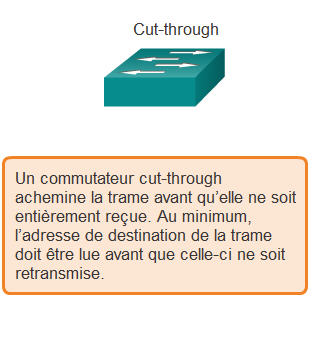 Cut-through
Un commutateur cut-through
achemine la trame avant qu’elle ne soit
entièrement reçue. Au minimum,
l’adresse de destination de la trame
doit être lue avant que celle-ci ne soit
retransmise.